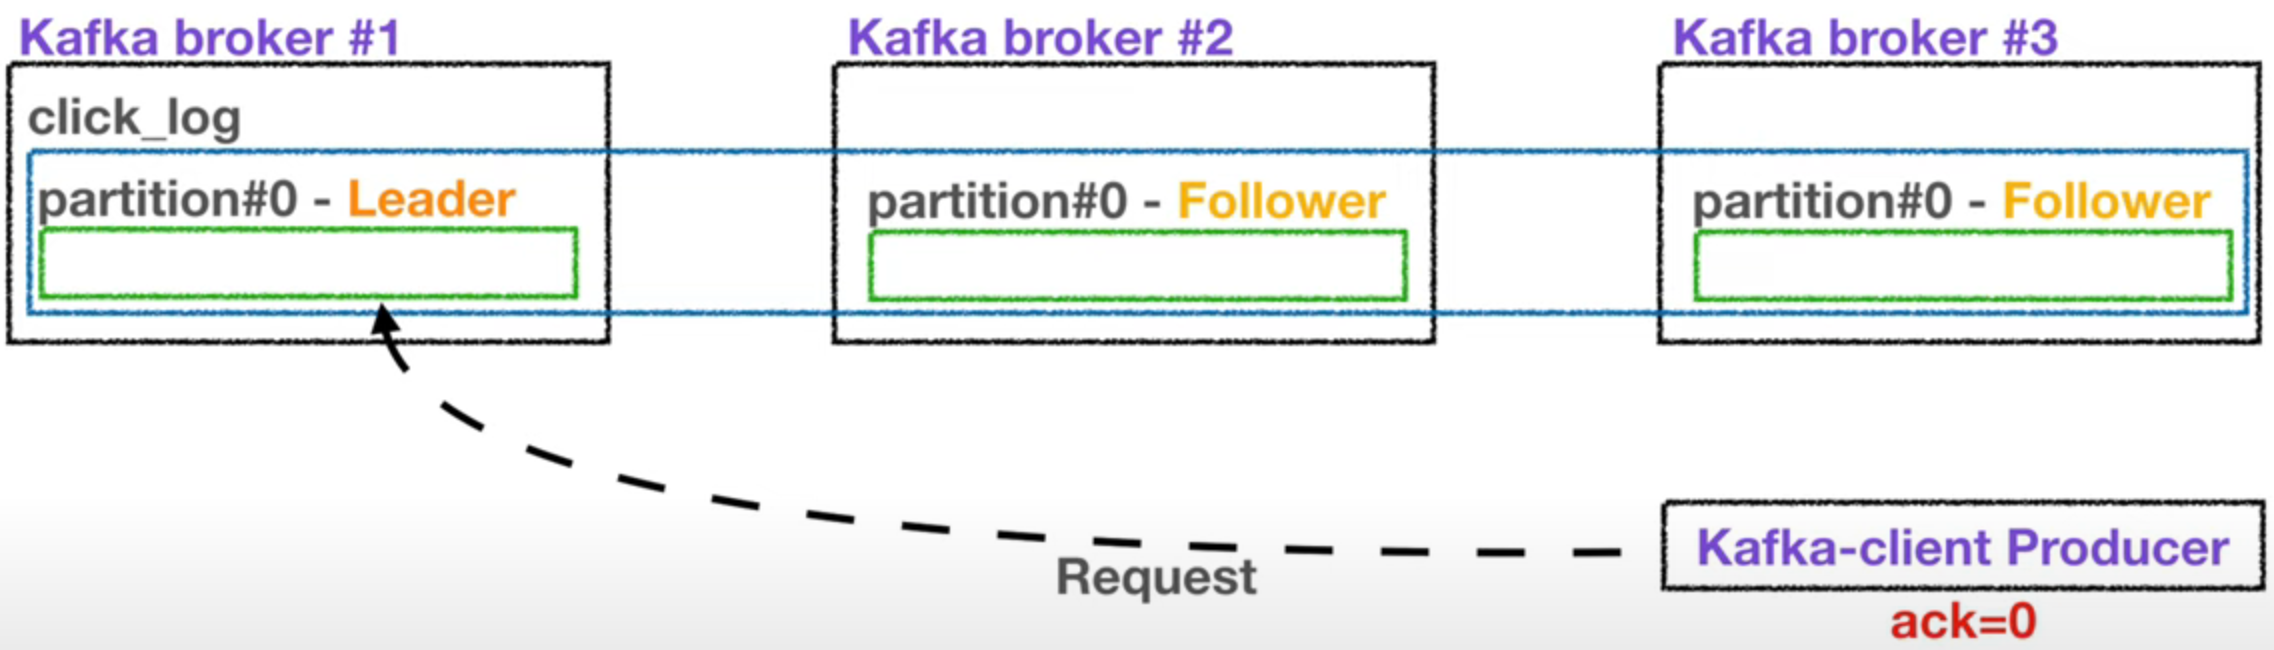 Kafka broker #1
Kafka broker #2
Kafka broker #3
click_log
partition#0 - Leader
partition#0 - Follower
partition#0 - Follower
Request
Kafka-client Producer
ack=0